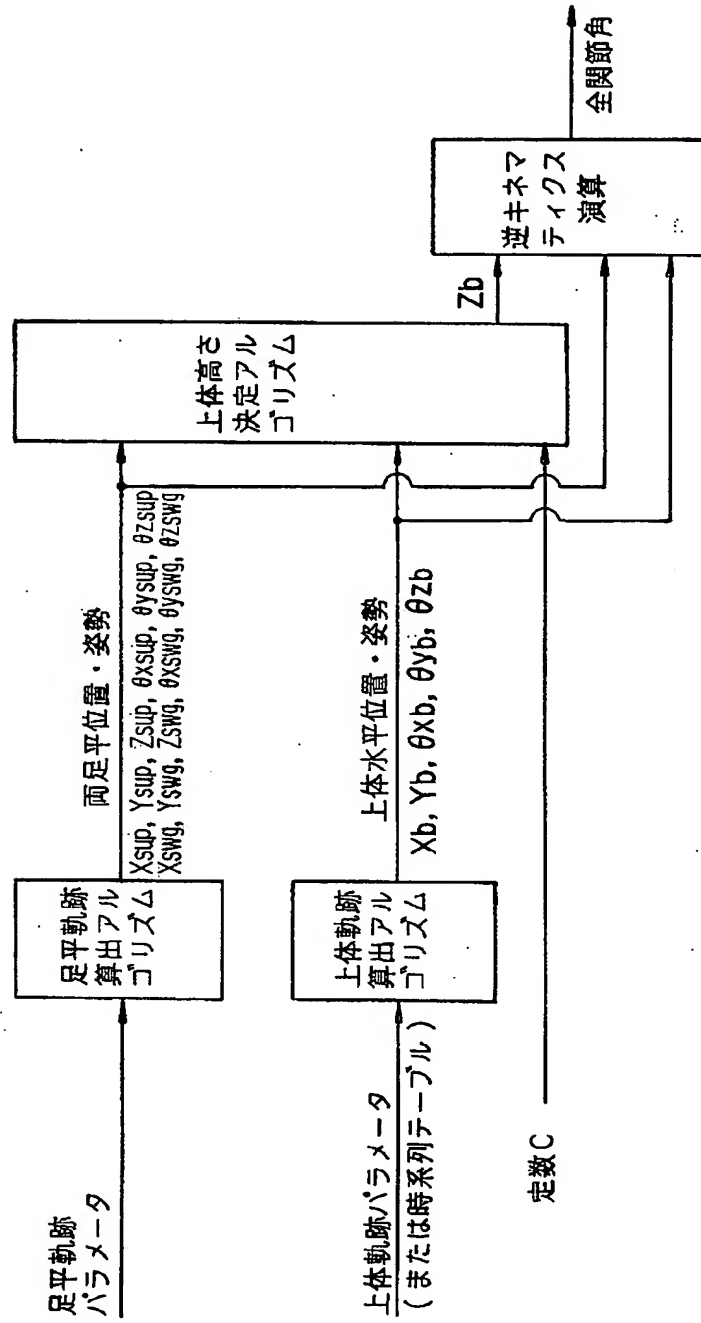 足平軌跡
パラメータ
足平軌跡
算出アル
ゴリズム
両足平位置・姿勢
Xsup, Ysup, Zsup, θxsup, θysup, θzsup
Xswg, Yswg, Zswg, θxswg, θyswg, θzswg
上体軌跡パラメータ
(または時系列テーブル)
上体軌跡
算出アル
ゴリズム
上体水平位置・姿勢
Xb, Yb, θxb, θyb, θzb
定数C
上体高さ
決定アル
ゴリズム
Zb
逆キネマ
ティクス
演算
全関節角